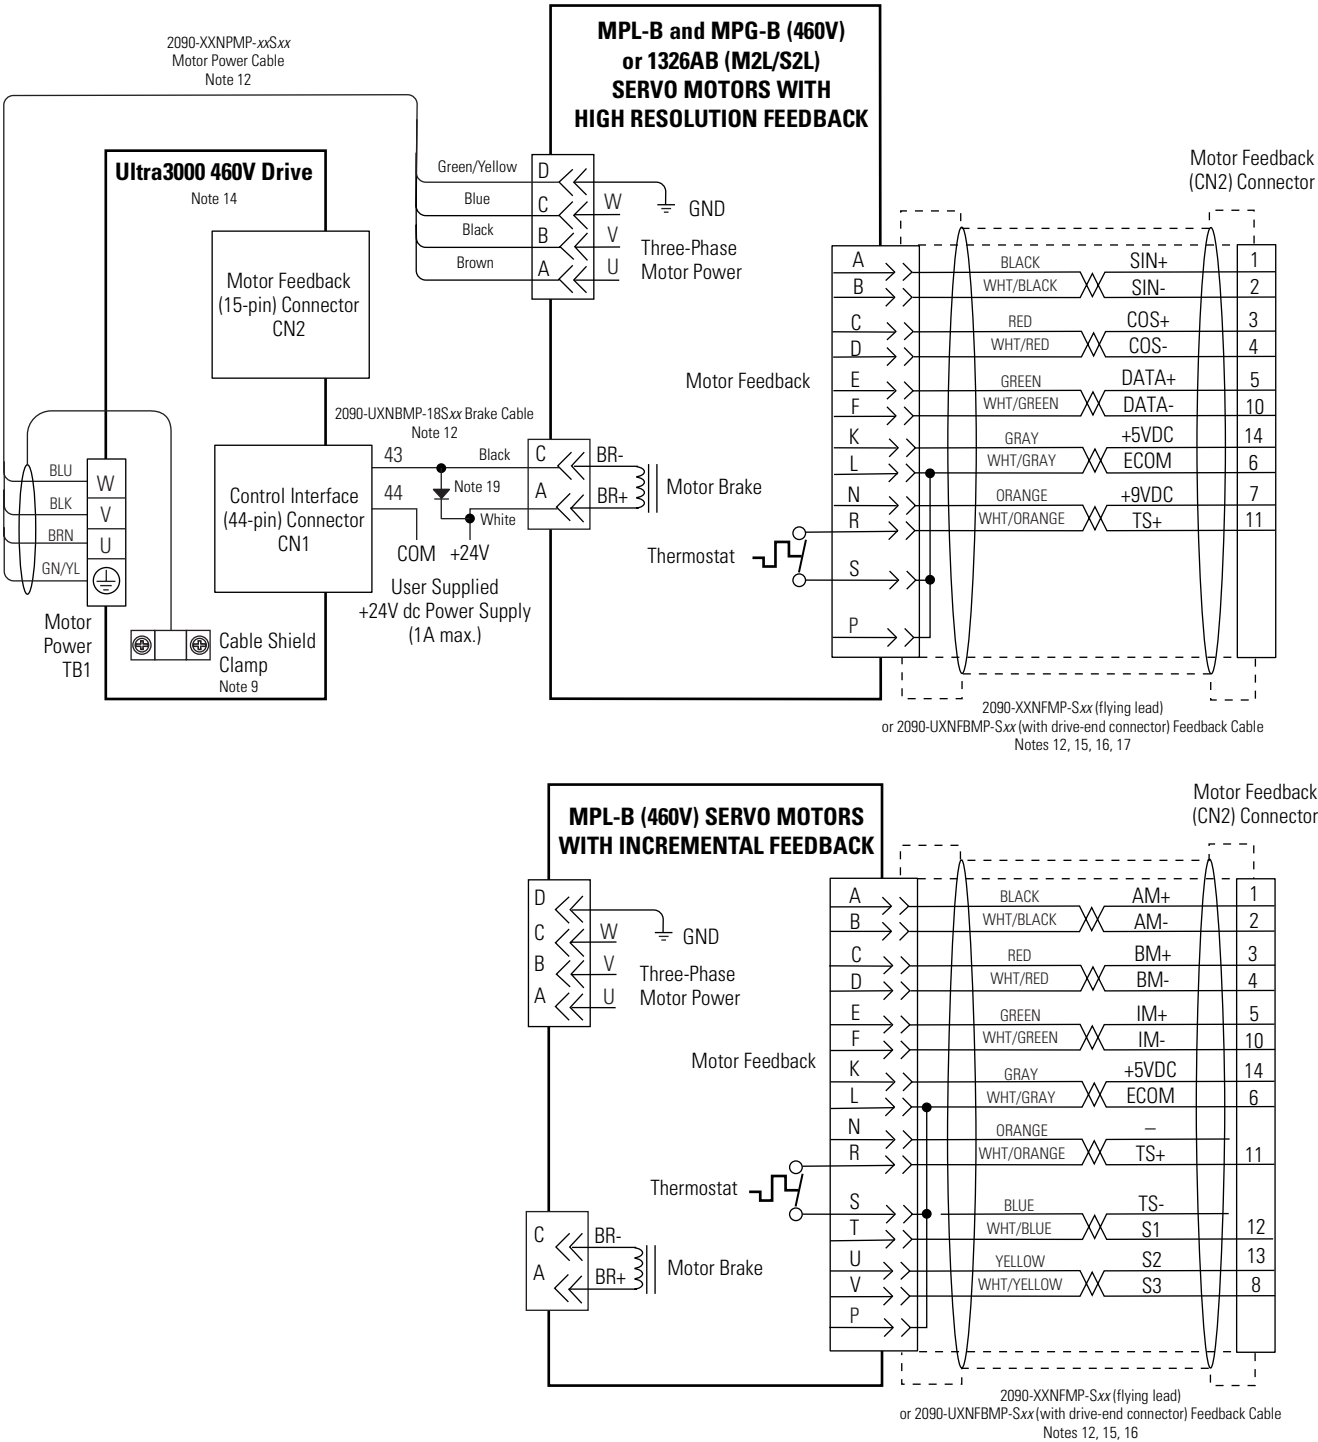 2090-XXNPMP-xxSxx
Motor Power Cable
Note 12
MPL-B and MPG-B (460V)
or 1326AB (M2L/S2L)
SERVO MOTORS WITH
HIGH RESOLUTION FEEDBACK
Ultra3000 460V Drive
Note 14
Motor Feedback
(15-pin) Connector
CN2
Green/Yellow D
Blue C W GND
Black B V Three-Phase
Brown A U Motor Power
Motor Feedback
(CN2) Connector
A BLACK SIN+ 1
B WHT/BLACK SIN- 2
C RED COS+ 3
D WHT/RED COS- 4
Motor Feedback
E GREEN DATA+ 5
F WHT/GREEN DATA- 10
K GRAY +5VDC 14
L WHT/GRAY ECOM 6
N ORANGE +9VDC 7
R WHT/ORANGE TS+ 11
Thermostat
S
P
2090-UXNBMP-18Sxx Brake Cable
Note 12
43 Black C BR-
Note 19
44 White A BR+
Motor Brake
COM +24V
User Supplied
+24V dc Power Supply
(1A max.)
Control Interface
(44-pin) Connector
CN1
BLU W
BLK V
BRN U
GN/YL
Motor
Power
TB1
Cable Shield
Clamp
Note 9
2090-XXNFMP-Sxx (flying lead)
or 2090-UXNFBMP-Sxx (with drive-end connector) Feedback Cable
Notes 12, 15, 16, 17
MPL-B (460V) SERVO MOTORS
WITH INCREMENTAL FEEDBACK
Motor Feedback
(CN2) Connector
D
C W GND
B V Three-Phase
A U Motor Power
A BLACK AM+ 1
B WHT/BLACK AM- 2
C RED BM+ 3
D WHT/RED BM- 4
E GREEN IM+ 5
F WHT/GREEN IM- 10
Motor Feedback
K GRAY +5VDC 14
L WHT/GRAY ECOM 6
N ORANGE –
R WHT/ORANGE TS+ 11
Thermostat
S BLUE TS-
T WHT/BLUE S1 12
U YELLOW S2 13
V WHT/YELLOW S3 8
P
C BR-
A BR+
Motor Brake
2090-XXNFMP-Sxx (flying lead)
or 2090-UXNFBMP-Sxx (with drive-end connector) Feedback Cable
Notes 12, 15, 16